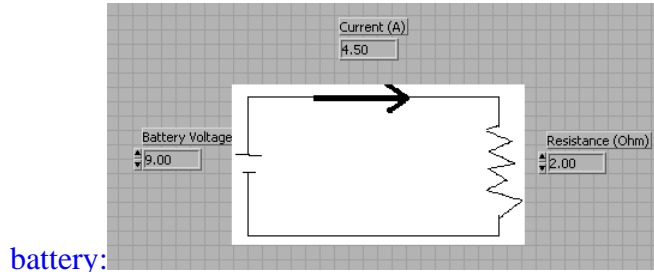 Current (A)
4.50
Battery Voltage
9.00
Resistance (Ohm)
2.00
battery: